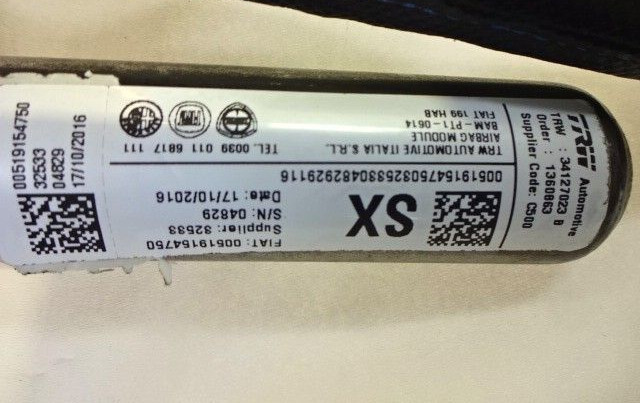 TRW Automotive
TRW : 34127023 B
Order : 1360863
Supplier Code: C500
TRW AUTOMOTIVE ITALIA S.R.L.
AIRBAG MODULE
BAM-PT1-0614
FIAT 199 HAB
TEL. 0039 011 6817 111
00519154750325330482929116
SX
FIAT: 00519154750
Supplier: 32533
S/N: 04829
Date: 17/10/2016
00519154750
32533
04829
17/10/2016